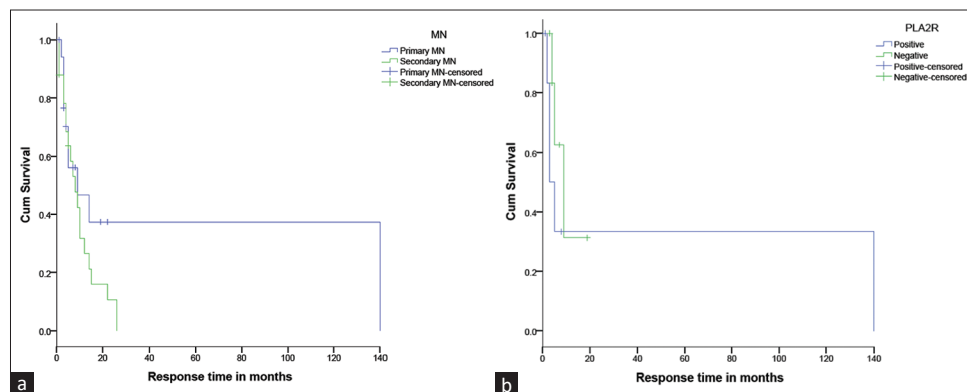 MN
Primary MN
Secondary MN
Primary MN-censored
Secondary MN-censored
Cum Survival
1.0
0.8
0.6
0.4
0.2
0.0
0 20 40 60 80 100 120 140
Response time in months
a
PLA2R
Positive
Negative
Positive-censored
Negative-censored
Cum Survival
1.0
0.8
0.6
0.4
0.2
0.0
0 20 40 60 80 100 120 140
Response time in months
b